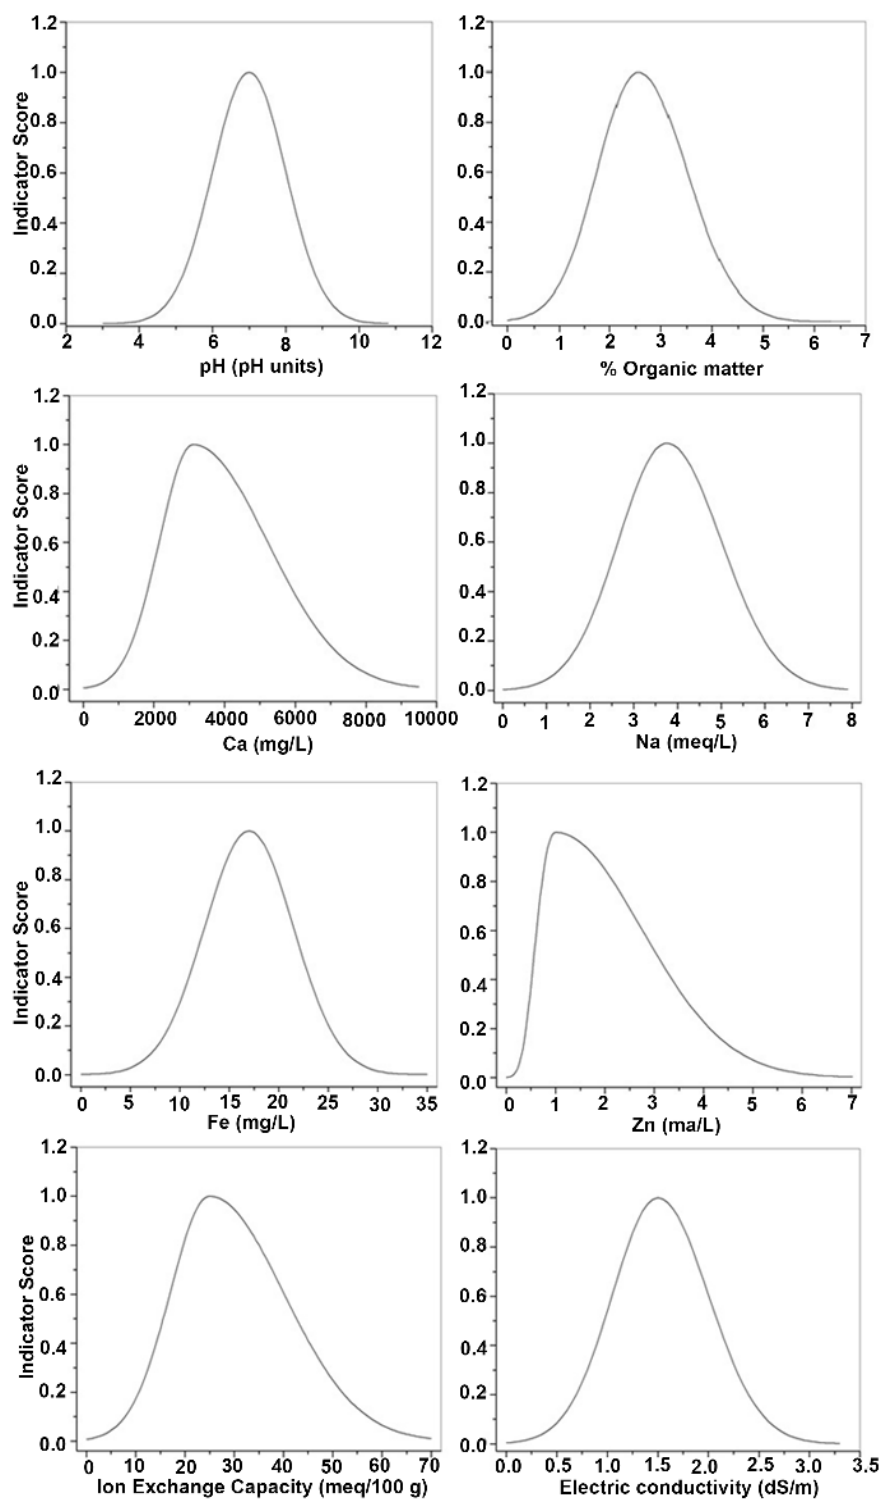 1.2 1.2
1.0 1.0
0.8 0.8
0.6 0.6
0.4 0.4
0.2 0.2
0.0 0.0
Indicator Score
2 4 6 8 10 12 0 1 2 3 4 5 6 7
pH (pH units) % Organic matter
1.2 1.2
1.0 1.0
0.8 0.8
0.6 0.6
0.4 0.4
0.2 0.2
0.0 0.0
Indicator Score
0 2000 4000 6000 8000 10000 0 1 2 3 4 5 6 7 8
Ca (mg/L) Na (meq/L)
1.2 1.2
1.0 1.0
0.8 0.8
0.6 0.6
0.4 0.4
0.2 0.2
0.0 0.0
Indicator Score
0 5 10 15 20 25 30 35 0 1 2 3 4 5 6 7
Fe (mg/L) Zn (ma/L)
1.2 1.2
1.0 1.0
0.8 0.8
0.6 0.6
0.4 0.4
0.2 0.2
0.0 0.0
Indicator Score
0 10 20 30 40 50 60 70 0.0 0.5 1.0 1.5 2.0 2.5 3.0 3.5
Ion Exchange Capacity (meq/100 g) Electric conductivity (dS/m)